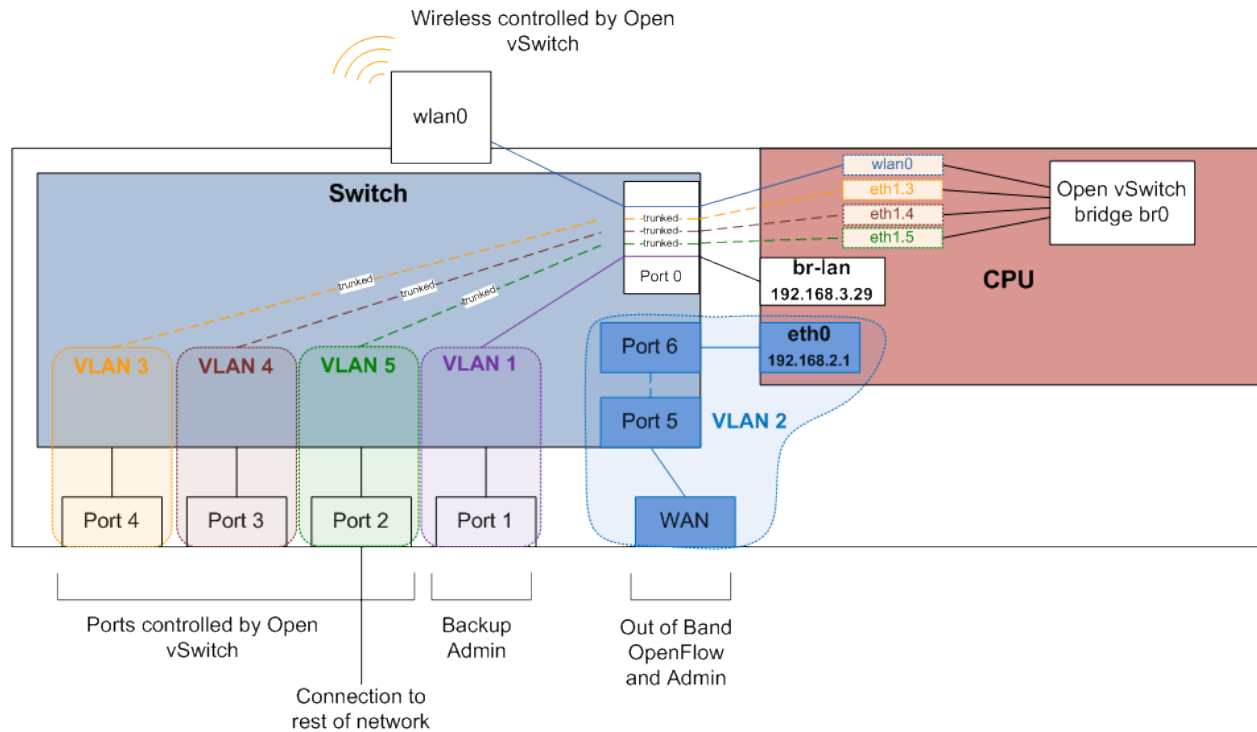 Wireless controlled by Open
vSwitch
wlan0
Switch
wlan0
eth1.3
eth1.4
eth1.5
Open vSwitch
bridge br0
-trunked-
-trunked-
-trunked-
Port 0
br-lan
192.168.3.29
CPU
trunked
trunked
trunked
VLAN 3
VLAN 4
VLAN 5
VLAN 1
Port 6
eth0
192.168.2.1
Port 5
VLAN 2
Port 4
Port 3
Port 2
Port 1
WAN
Ports controlled by Open
vSwitch
Backup
Admin
Out of Band
OpenFlow
and Admin
Connection to
rest of network